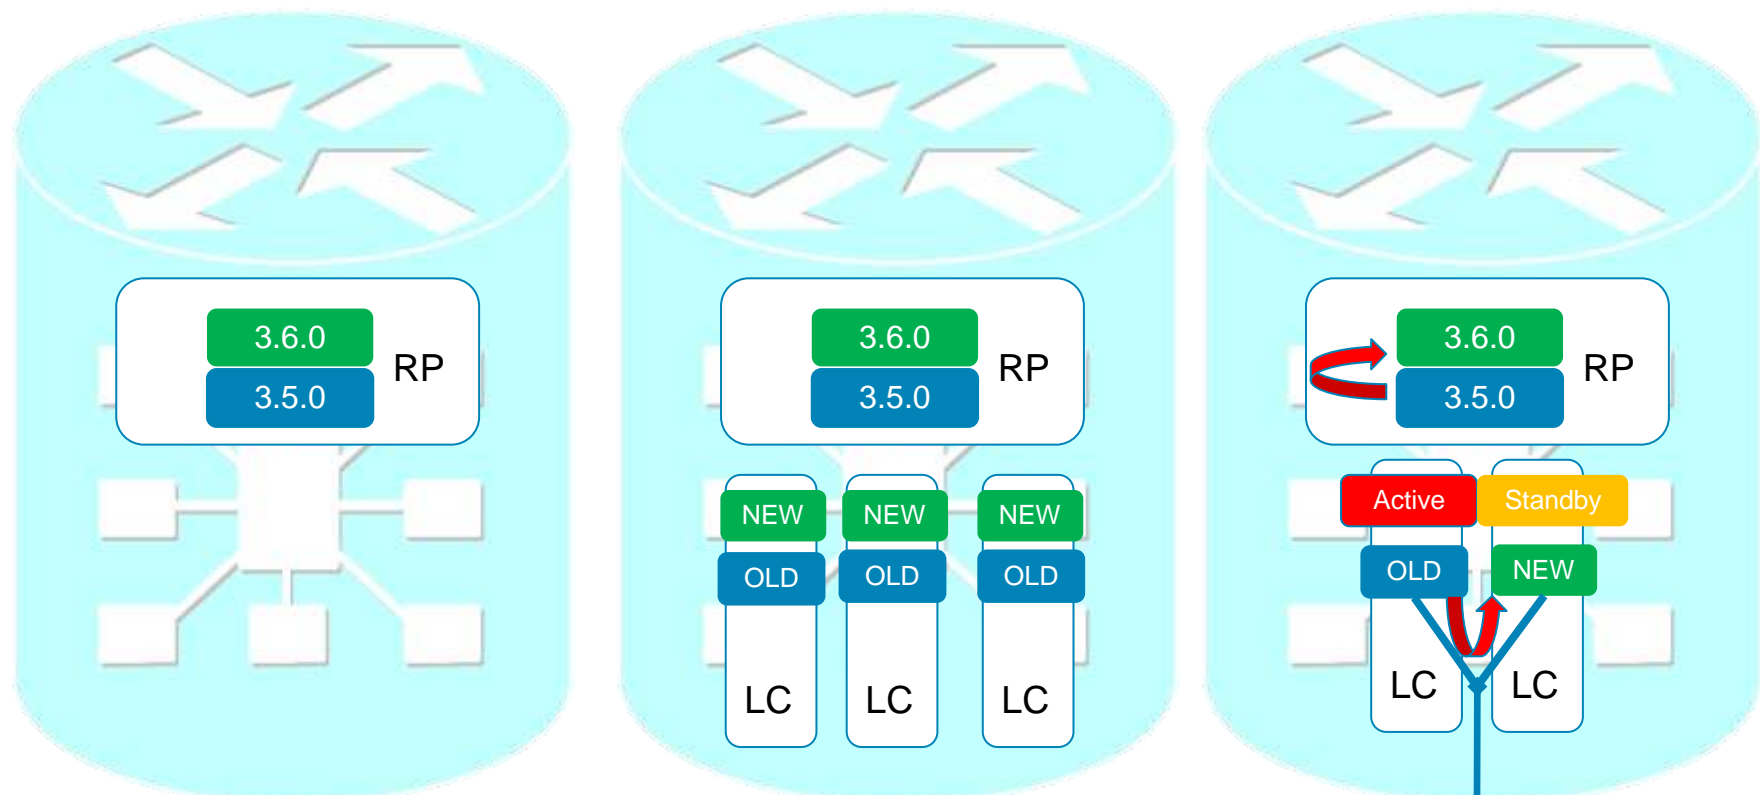 3.6.0
3.5.0
RP
3.6.0
3.5.0
RP
NEW
NEW
NEW
OLD
OLD
OLD
LC
LC
LC
3.6.0
3.5.0
RP
Active
Standby
OLD
NEW
LC
LC